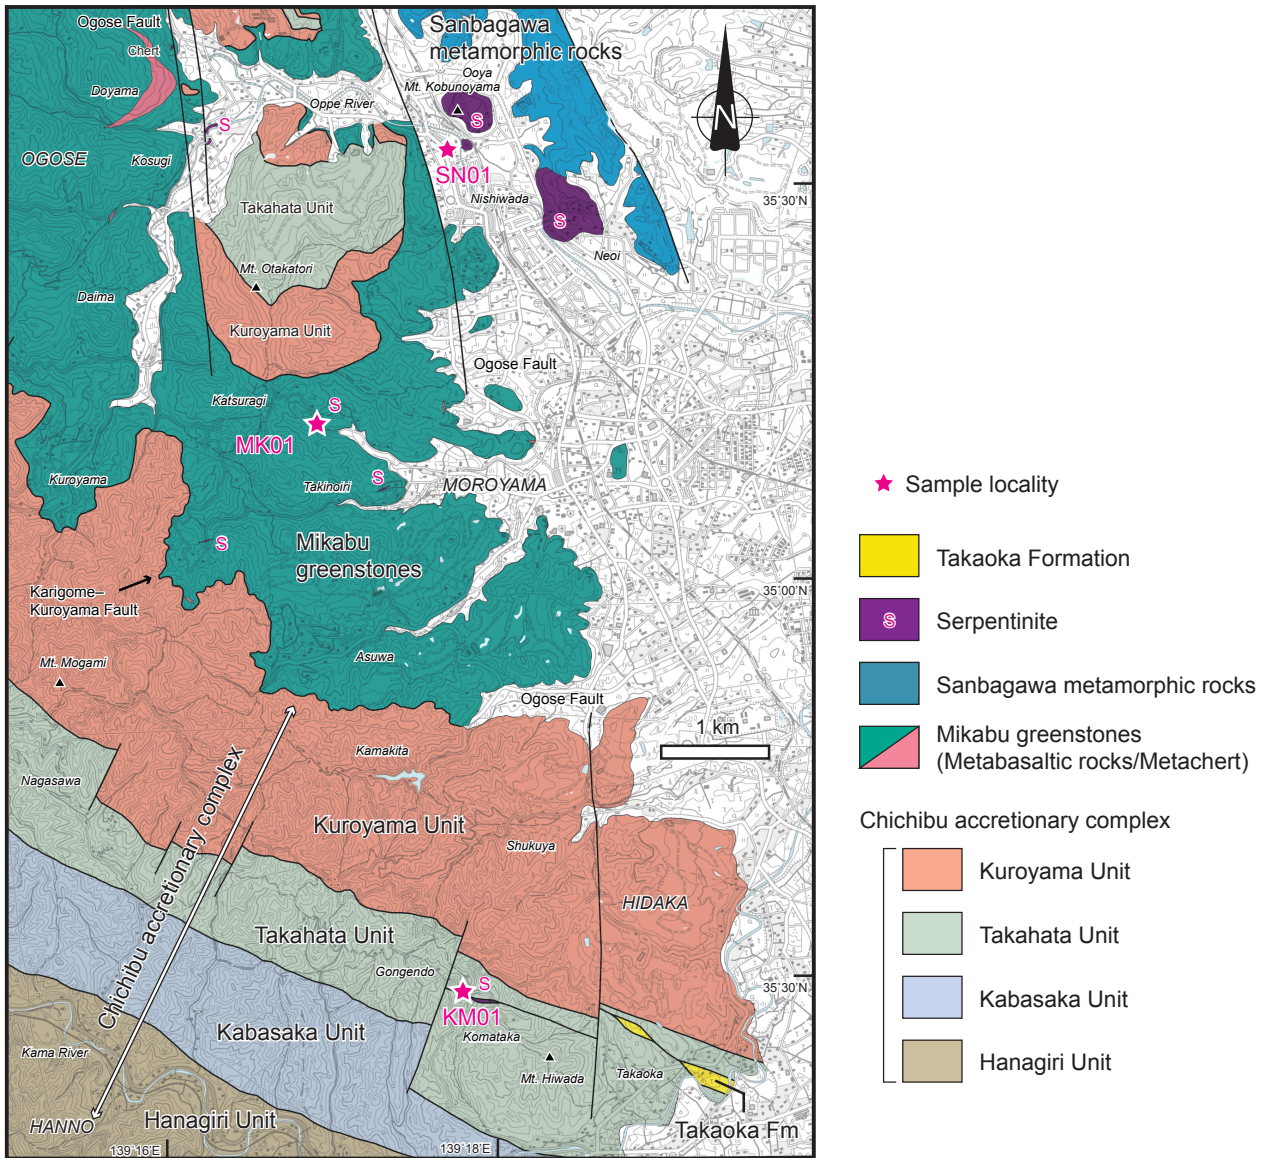 Ogose Fault
Chert
Doyama
OGOSE
Kosugi
S
Oppe River
Sanbagawa
metamorphic rocks
Ooya
Mt. Kobunoyama
S
SN01
Nishiwada
S
Neoi
N
35°30'N
Takahata Unit
Mt. Otakatori
Daima
Kuroyama Unit
Ogose Fault
Katsuragi
S
MK01
Kuroyama
Takinoiri
S
MOROYAMA
S
Mikabu
greenstones
Karigome–
Kuroyama Fault
35°00'N
Asuwa
Mt. Mogami
Ogose Fault
1 km
Kamakita
Nagasawa
Chichibu accretionary complex
Kuroyama Unit
Shukuya
HIDAKA
Takahata Unit
Gongendo
S
KM01
Komataka
35°30'N
Kabasaka Unit
Kama River
Mt. Hiwada
Takaoka
Takaoka Fm
HANNO
Hanagiri Unit
139°16'E
139°18'E
Sample locality
Takaoka Formation
S
Serpentinite
Sanbagawa metamorphic rocks
Mikabu greenstones
(Metabasaltic rocks/Metachert)
Chichibu accretionary complex
Kuroyama Unit
Takahata Unit
Kabasaka Unit
Hanagiri Unit